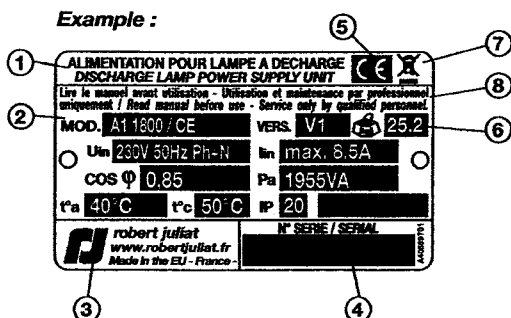 Example :
5
1
ALIMENTATION POUR LAMPE A DECHARGE
DISCHARGE LAMP POWER SUPPLY UNIT
CE
7
Lire le manuel avant utilisation - Utilisation et maintenance par professionnel
uniquement / Read manual before use - Service only by qualified personnel.
8
2
MOD. A1 1800 / CE VERS. V1 25.2
6
Uin 230V 50Hz Ph-N Iin max. 8.5A
COS φ 0.85 Pa 1955VA
t°a 40°C t°c 50°C IP 20
robert juliat
www.robertjuliat.fr
Made in the EU - France -
N° SERIE / SERIAL
3
4